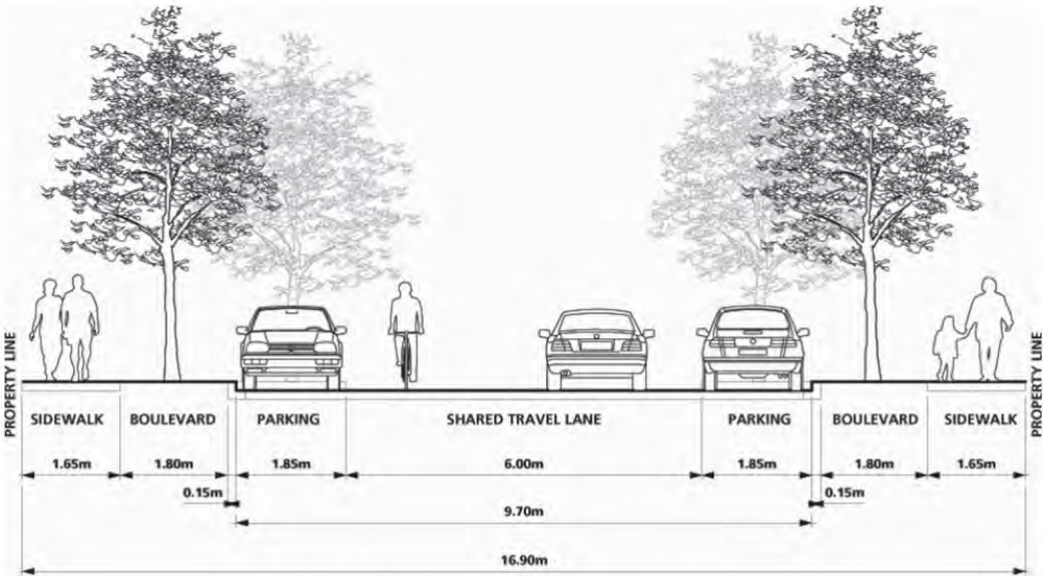 PROPERTY LINE
SIDEWALK BOULEVARD PARKING SHARED TRAVEL LANE PARKING BOULEVARD SIDEWALK
PROPERTY LINE
1.65m 1.80m 1.85m 6.00m 1.85m 1.80m 1.65m
0.15m 0.15m
9.70m
16.90m